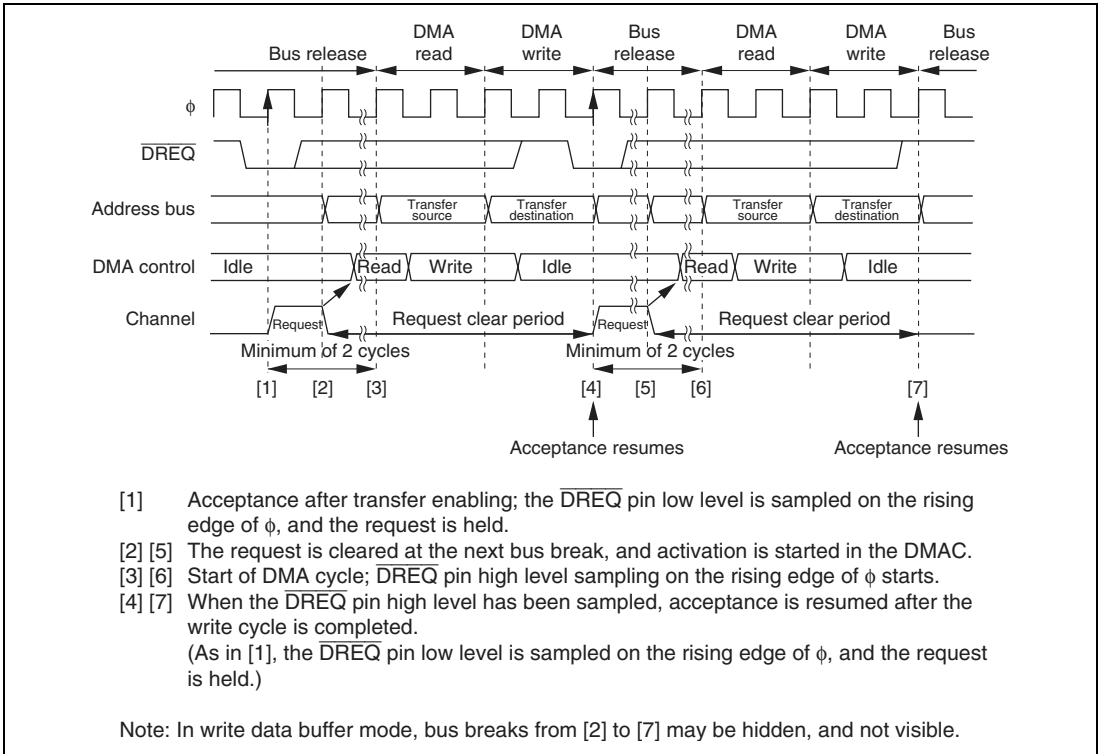 DMA DMA Bus DMA DMA Bus
Bus release read write release read write release
ϕ
DREQ
Address bus Transfer source Transfer destination Transfer source Transfer destination
DMA control Idle Read Write Idle Read Write Idle
Channel Request Request clear period Request Request clear period
Minimum of 2 cycles Minimum of 2 cycles
[1] [2] [3] [4] [5] [6] [7]
Acceptance resumes Acceptance resumes
[1] Acceptance after transfer enabling; the DREQ pin low level is sampled on the rising
edge of ϕ, and the request is held.
[2] [5] The request is cleared at the next bus break, and activation is started in the DMAC.
[3] [6] Start of DMA cycle; DREQ pin high level sampling on the rising edge of ϕ starts.
[4] [7] When the DREQ pin high level has been sampled, acceptance is resumed after the
write cycle is completed.
(As in [1], the DREQ pin low level is sampled on the rising edge of ϕ, and the request
is held.)
Note: In write data buffer mode, bus breaks from [2] to [7] may be hidden, and not visible.